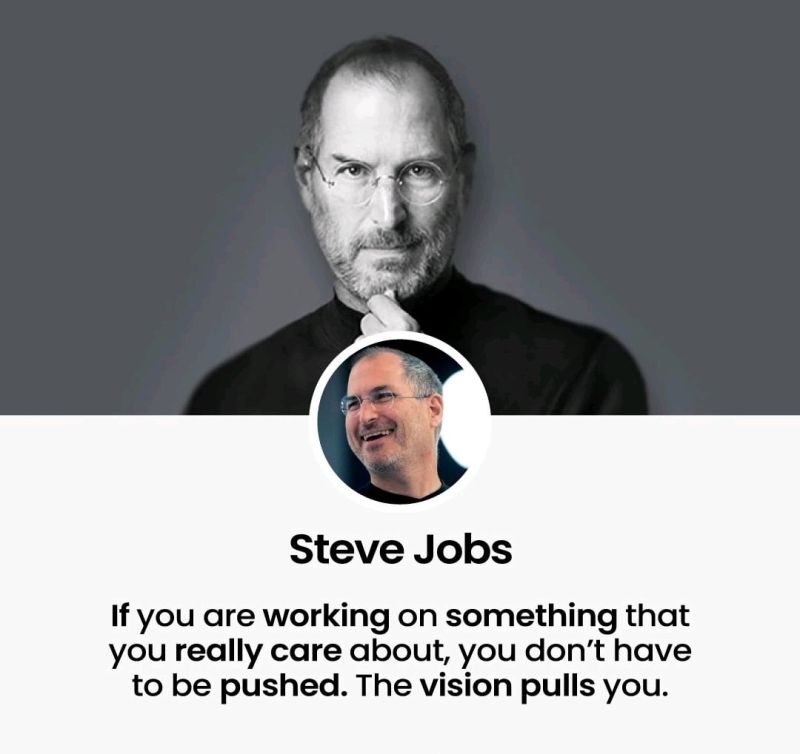 Steve Jobs
If you are working on something that
you really care about, you don’t have
to be pushed. The vision pulls you.